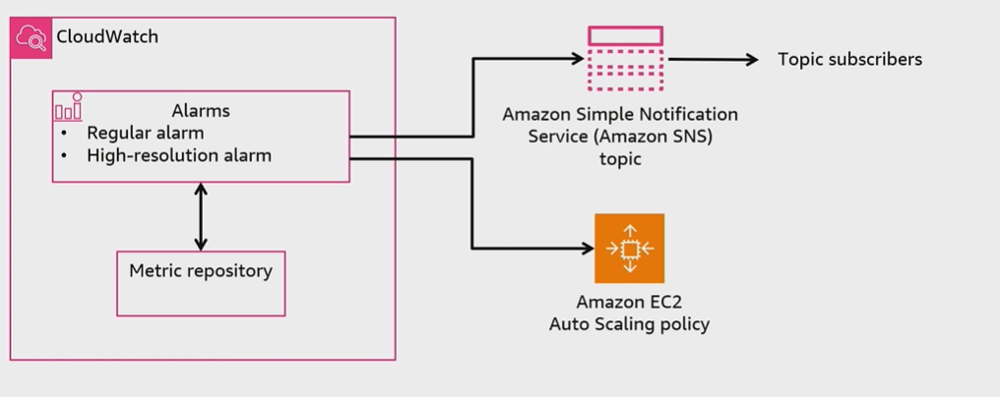 CloudWatch
Alarms
• Regular alarm
• High-resolution alarm
Metric repository
Amazon Simple Notification
Service (Amazon SNS)
topic
Topic subscribers
Amazon EC2
Auto Scaling policy